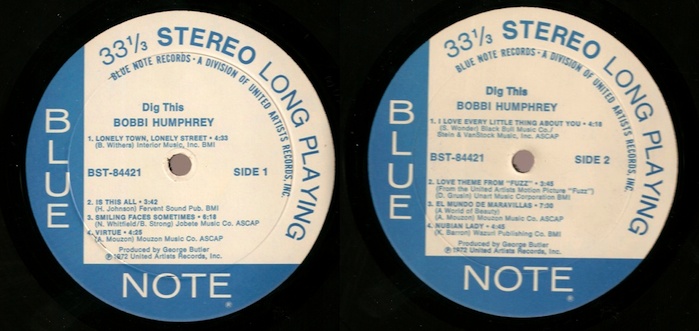 33⅓ STEREO LONG PLAYING
BLUE NOTE RECORDS • A DIVISION OF UNITED ARTISTS RECORDS, INC.
BLUE
Dig This
BOBBI HUMPHREY
1. LONELY TOWN, LONELY STREET • 4:33
(B. Withers) Interior Music, Inc. BMI
BST-84421
SIDE 1
2. IS THIS ALL • 3:42
(H. Johnson) Fervent Sound Pub. BMI
3. SMILING FACES SOMETIMES • 6:18
(N. Whitfield/B. Strong) Jobete Music Co. ASCAP
4. VIRTUE • 4:25
(A. Mouzon) Mouzon Music Co. ASCAP
Produced by George Butler
℗ 1972 United Artists Records, Inc.
NOTE
33⅓ STEREO LONG PLAYING
BLUE NOTE RECORDS • A DIVISION OF UNITED ARTISTS RECORDS, INC.
BLUE
Dig This
BOBBI HUMPHREY
1. I LOVE EVERY LITTLE THING ABOUT YOU • 4:18
(S. Wonder) Black Bull Music Co./
Stein & VanStock Music, Inc. ASCAP
BST-84421
SIDE 2
2. LOVE THEME FROM "FUZZ" • 3:45
(From the United Artists Motion Picture "Fuzz")
(D. Grusin) Unart Music Corporation BMI
3. EL MUNDO DE MARAVILLAS • 7:30
(A World of Beauty)
(A. Mouzon) Mouzon Music Co. ASCAP
4. NUBIAN LADY • 4:45
(K. Barron) Wazuri Publishing Co. BMI
Produced by George Butler
℗ 1972 United Artists Records, Inc.
NOTE